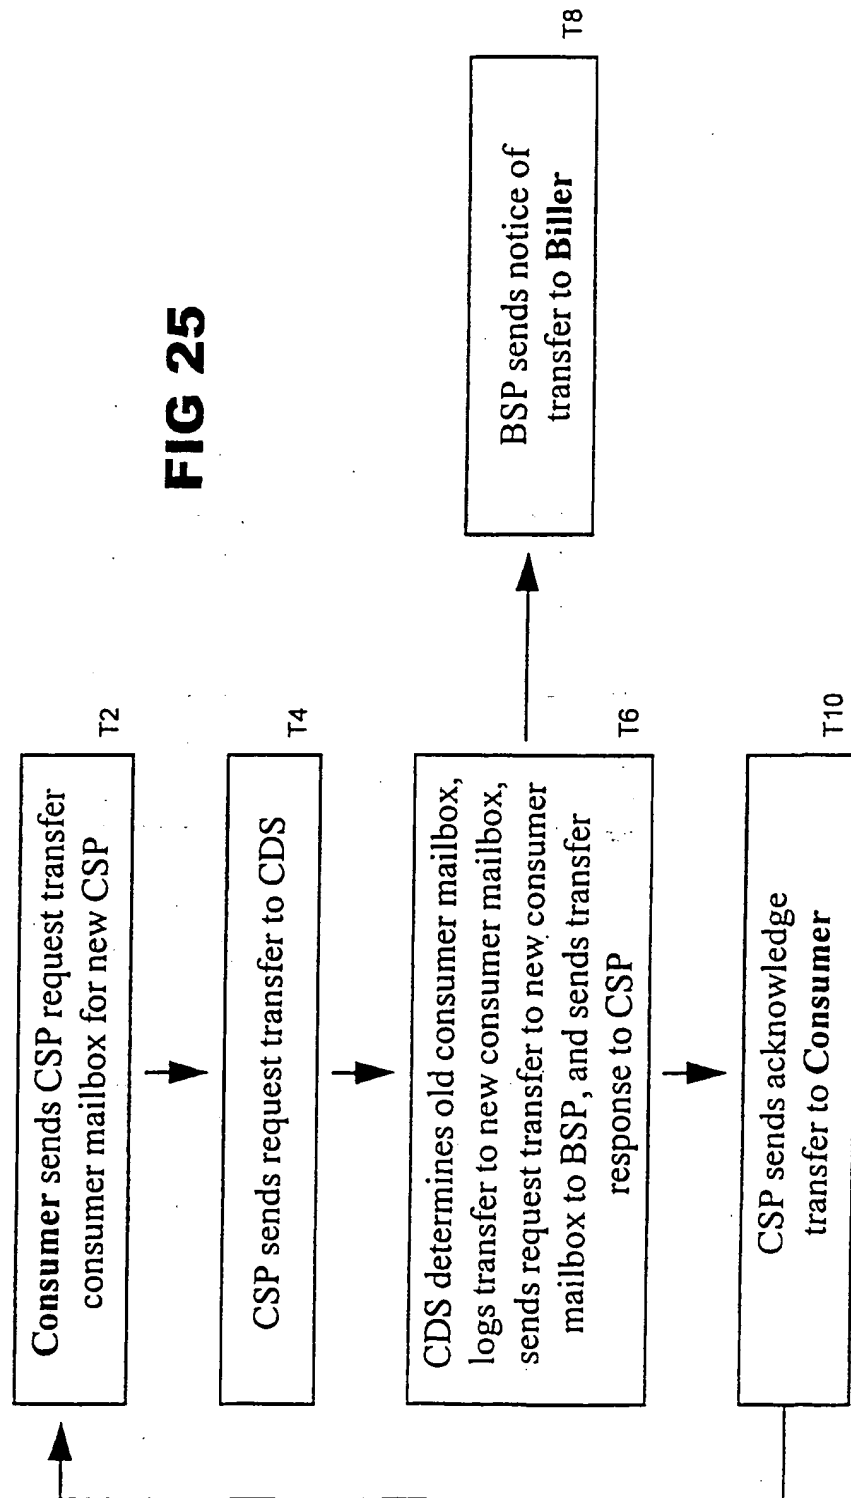 FIG 25
Consumer sends CSP request transfer
consumer mailbox for new CSP
T2
CSP sends request transfer to CDS
T4
CDS determines old consumer mailbox,
logs transfer to new consumer mailbox,
sends request transfer to new consumer
mailbox to BSP, and sends transfer
response to CSP
T6
BSP sends notice of
transfer to Biller
T8
CSP sends acknowledge
transfer to Consumer
T10